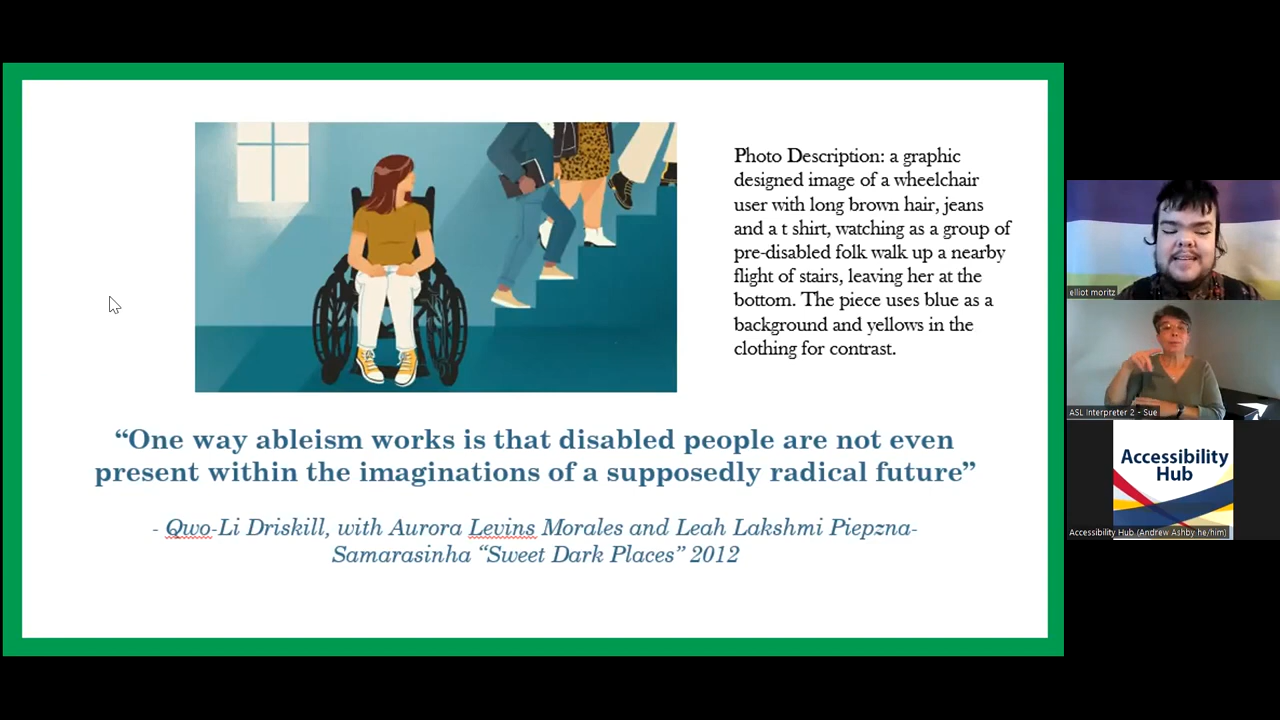 Photo Description: a graphic
designed image of a wheelchair
user with long brown hair, jeans
and a t shirt, watching as a group of
pre-disabled folk walk up a nearby
flight of stairs, leaving her at the
bottom. The piece uses blue as a
background and yellows in the
clothing for contrast.
“One way ableism works is that disabled people are not even
present within the imaginations of a supposedly radical future”
- Qwo-Li Driskill, with Aurora Levins Morales and Leah Lakshmi Piepzna-
Samarasinha “Sweet Dark Places” 2012
elliot moritz
ASL Interpreter 2 - Sue
Accessibility
Hub
Accessibility Hub (Andrew Ashby he/him)